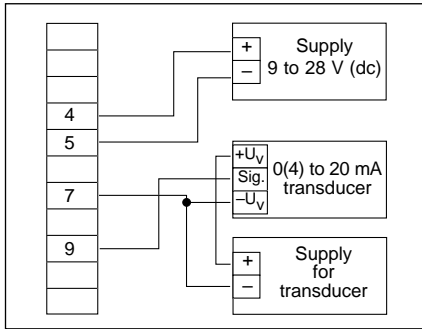 4
5
7
9
+
–
Supply
9 to 28 V (dc)
+Uv
Sig.
–Uv
0(4) to 20 mA
transducer
+
–
Supply
for
transducer